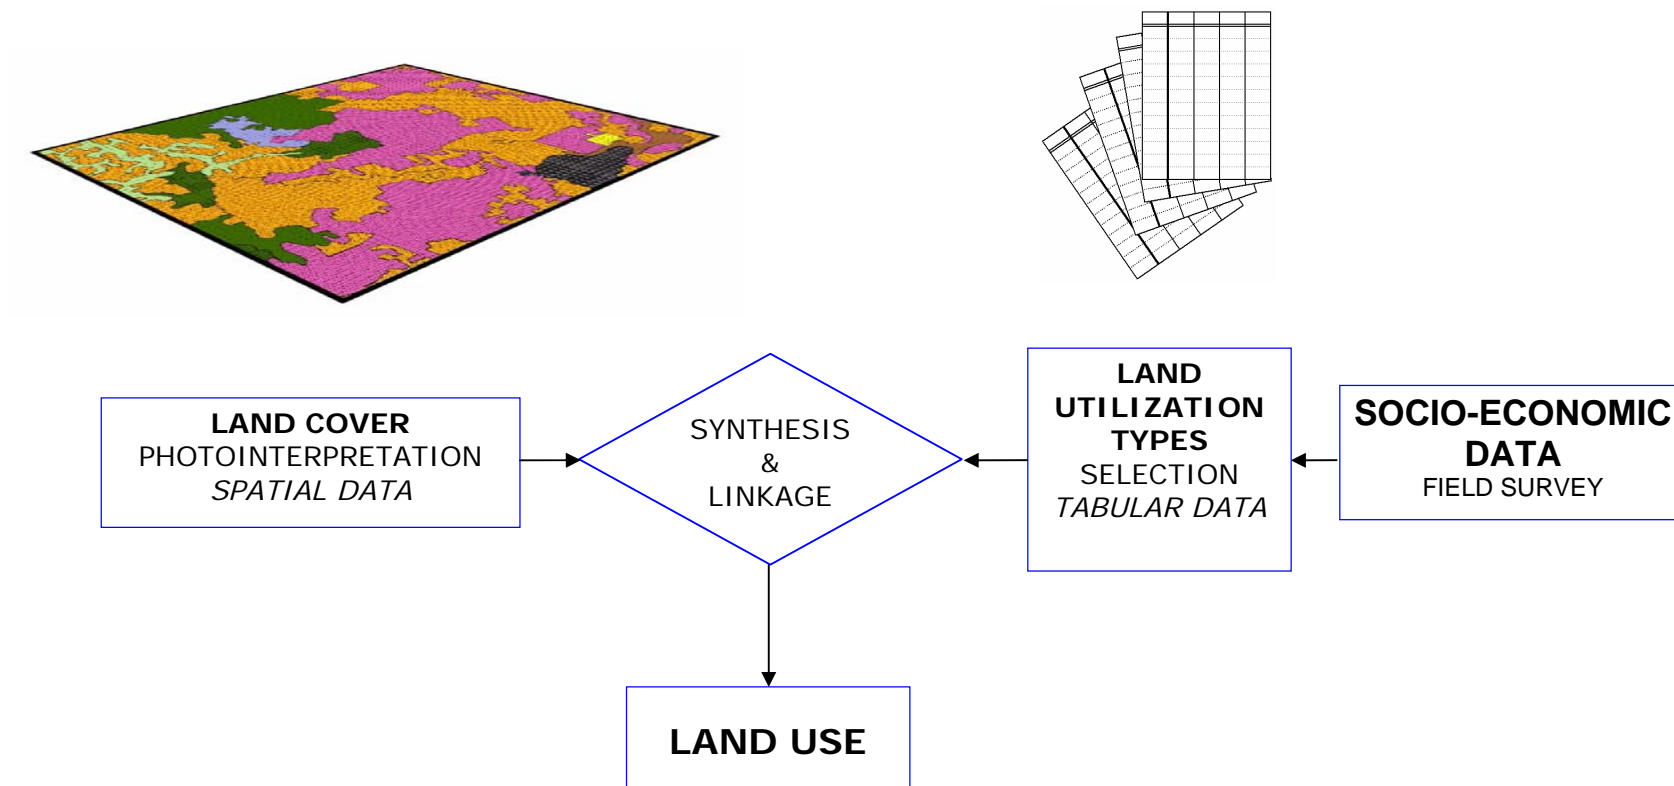 LAND COVER
PHOTOINTERPRETATION
SPATIAL DATA
SYNTHESIS
&
LINKAGE
LAND
UTILIZATION
TYPES
SELECTION
TABULAR DATA
SOCIO-ECONOMIC
DATA
FIELD SURVEY
LAND USE